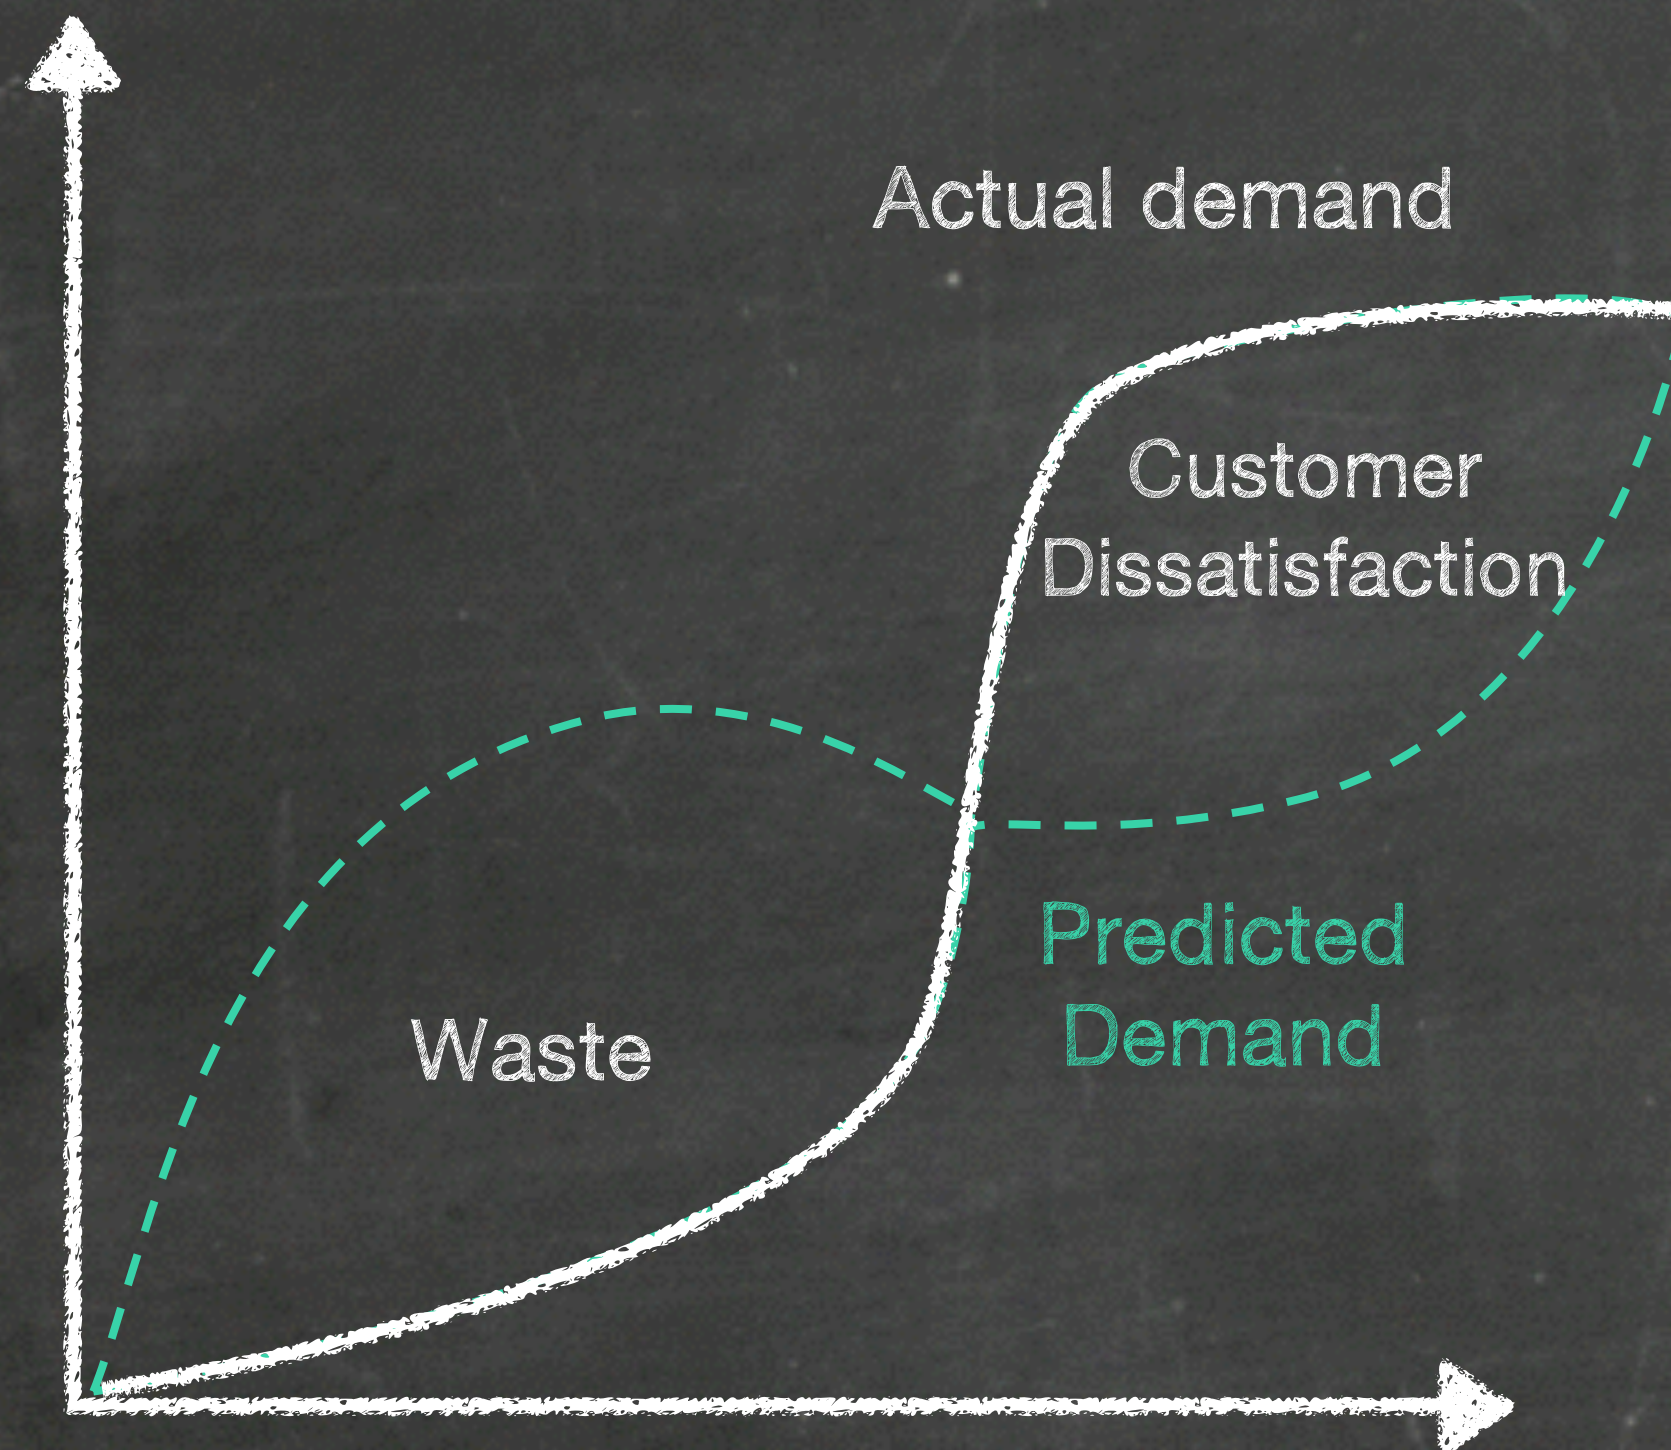 Actual demand
Customer
Dissatisfaction
Predicted
Demand
Waste